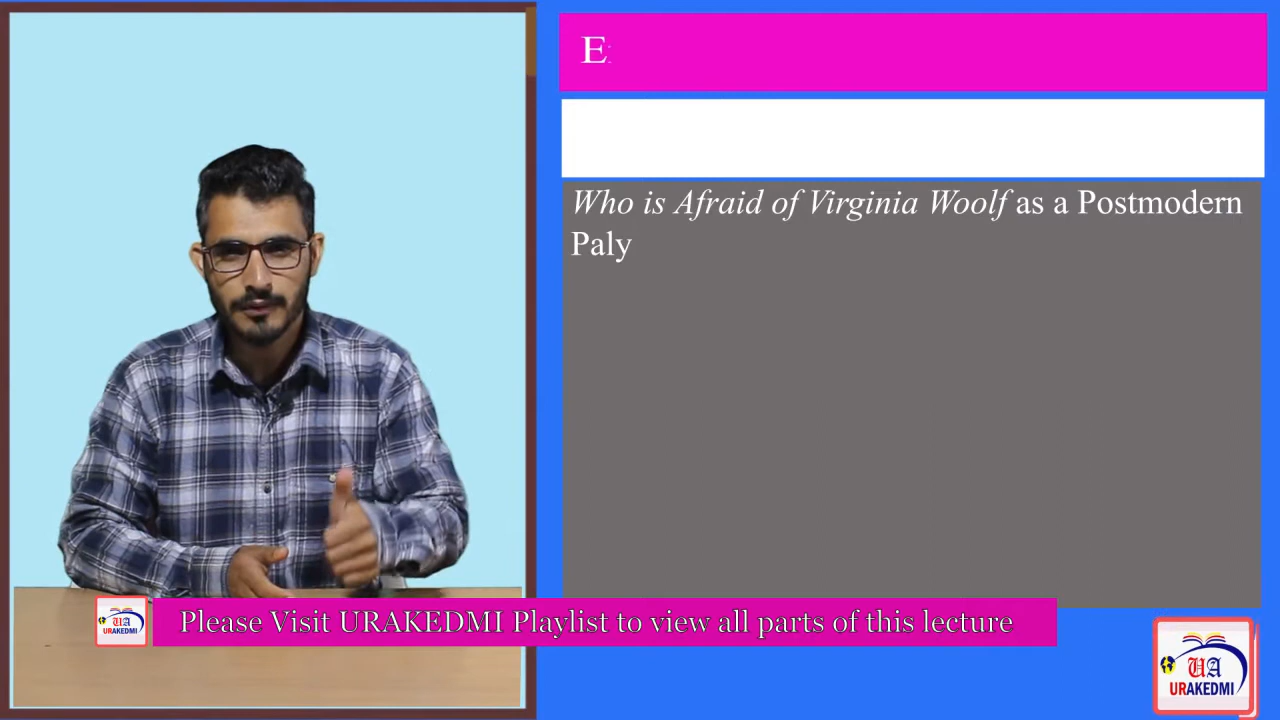 E
Who is Afraid of Virginia Woolf as a Postmodern
Paly
Please Visit URAKEDMI Playlist to view all parts of this lecture
UA
URAKEDMI
UA
URAKEDMI